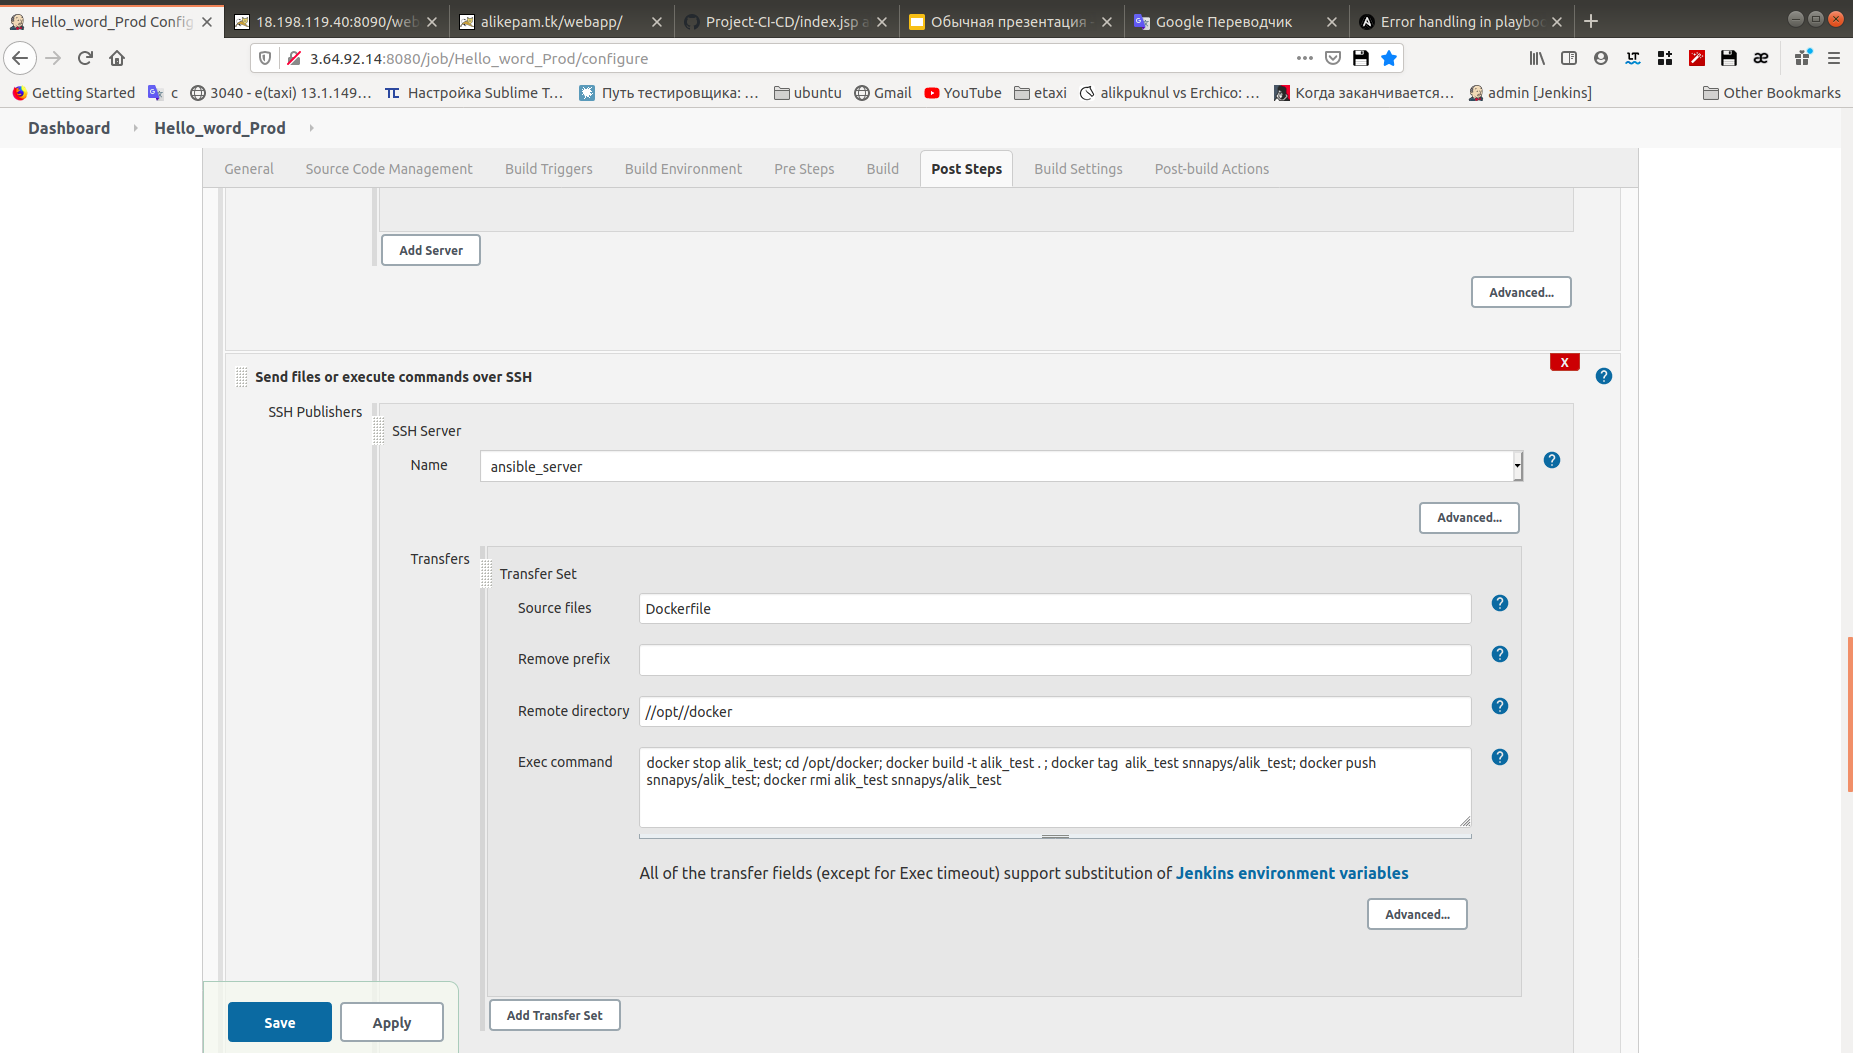 Hello_word_Prod Config
18.198.119.40:8090/web
alikepam.tk/webapp/
Project-CI-CD/index.jsp a
Обычная презентация -
Google Переводчик
Error handling in playboo
3.64.92.14:8080/job/Hello_word_Prod/configure
Getting Started
с
3040 - e(taxi) 13.1.149...
Настройка Sublime T...
Путь тестировщика: ...
ubuntu
Gmail
YouTube
etaxi
alikpuknul vs Erchico: ...
Когда заканчивается...
admin [Jenkins]
Other Bookmarks
Dashboard
Hello_word_Prod
General
Source Code Management
Build Triggers
Build Environment
Pre Steps
Build
Post Steps
Build Settings
Post-build Actions
Add Server
Advanced...
X
Send files or execute commands over SSH
?
SSH Publishers
SSH Server
Name
ansible_server
?
Advanced...
Transfers
Transfer Set
Source files
Dockerfile
?
Remove prefix
?
Remote directory
//opt//docker
?
Exec command
docker stop alik_test; cd /opt/docker; docker build -t alik_test . ; docker tag  alik_test snnapys/alik_test; docker push
snnapys/alik_test; docker rmi alik_test snnapys/alik_test
?
All of the transfer fields (except for Exec timeout) support substitution of Jenkins environment variables
Advanced...
Add Transfer Set
Save
Apply